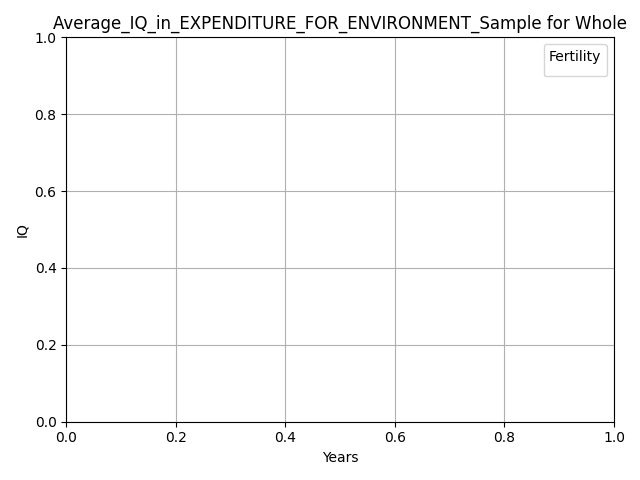 Average_IQ_in_EXPENDITURE_FOR_ENVIRONMENT_Sample for Whole
Fertility
1.0
0.8
0.6
0.4
0.2
0.0
IQ
0.0 0.2 0.4 0.6 0.8 1.0
Years